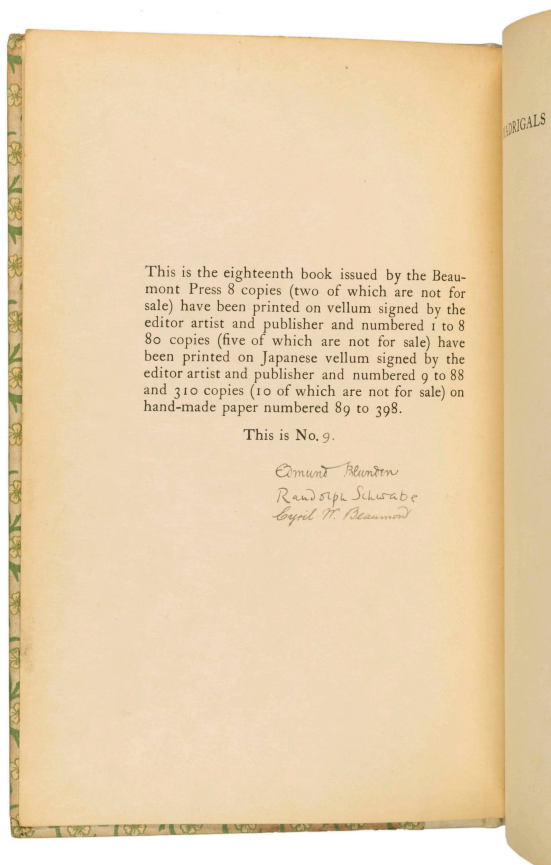 This is the eighteenth book issued by the Beau-
mont Press 8 copies (two of which are not for
sale) have been printed on vellum signed by the
editor artist and publisher and numbered 1 to 8
80 copies (five of which are not for sale) have
been printed on Japanese vellum signed by the
editor artist and publisher and numbered 9 to 88
and 310 copies (10 of which are not for sale) on
hand-made paper numbered 89 to 398.
This is No. 9.
Edmund Blunden
Randolph Schwabe
Cyril W. Beaumont
ADRIGALS